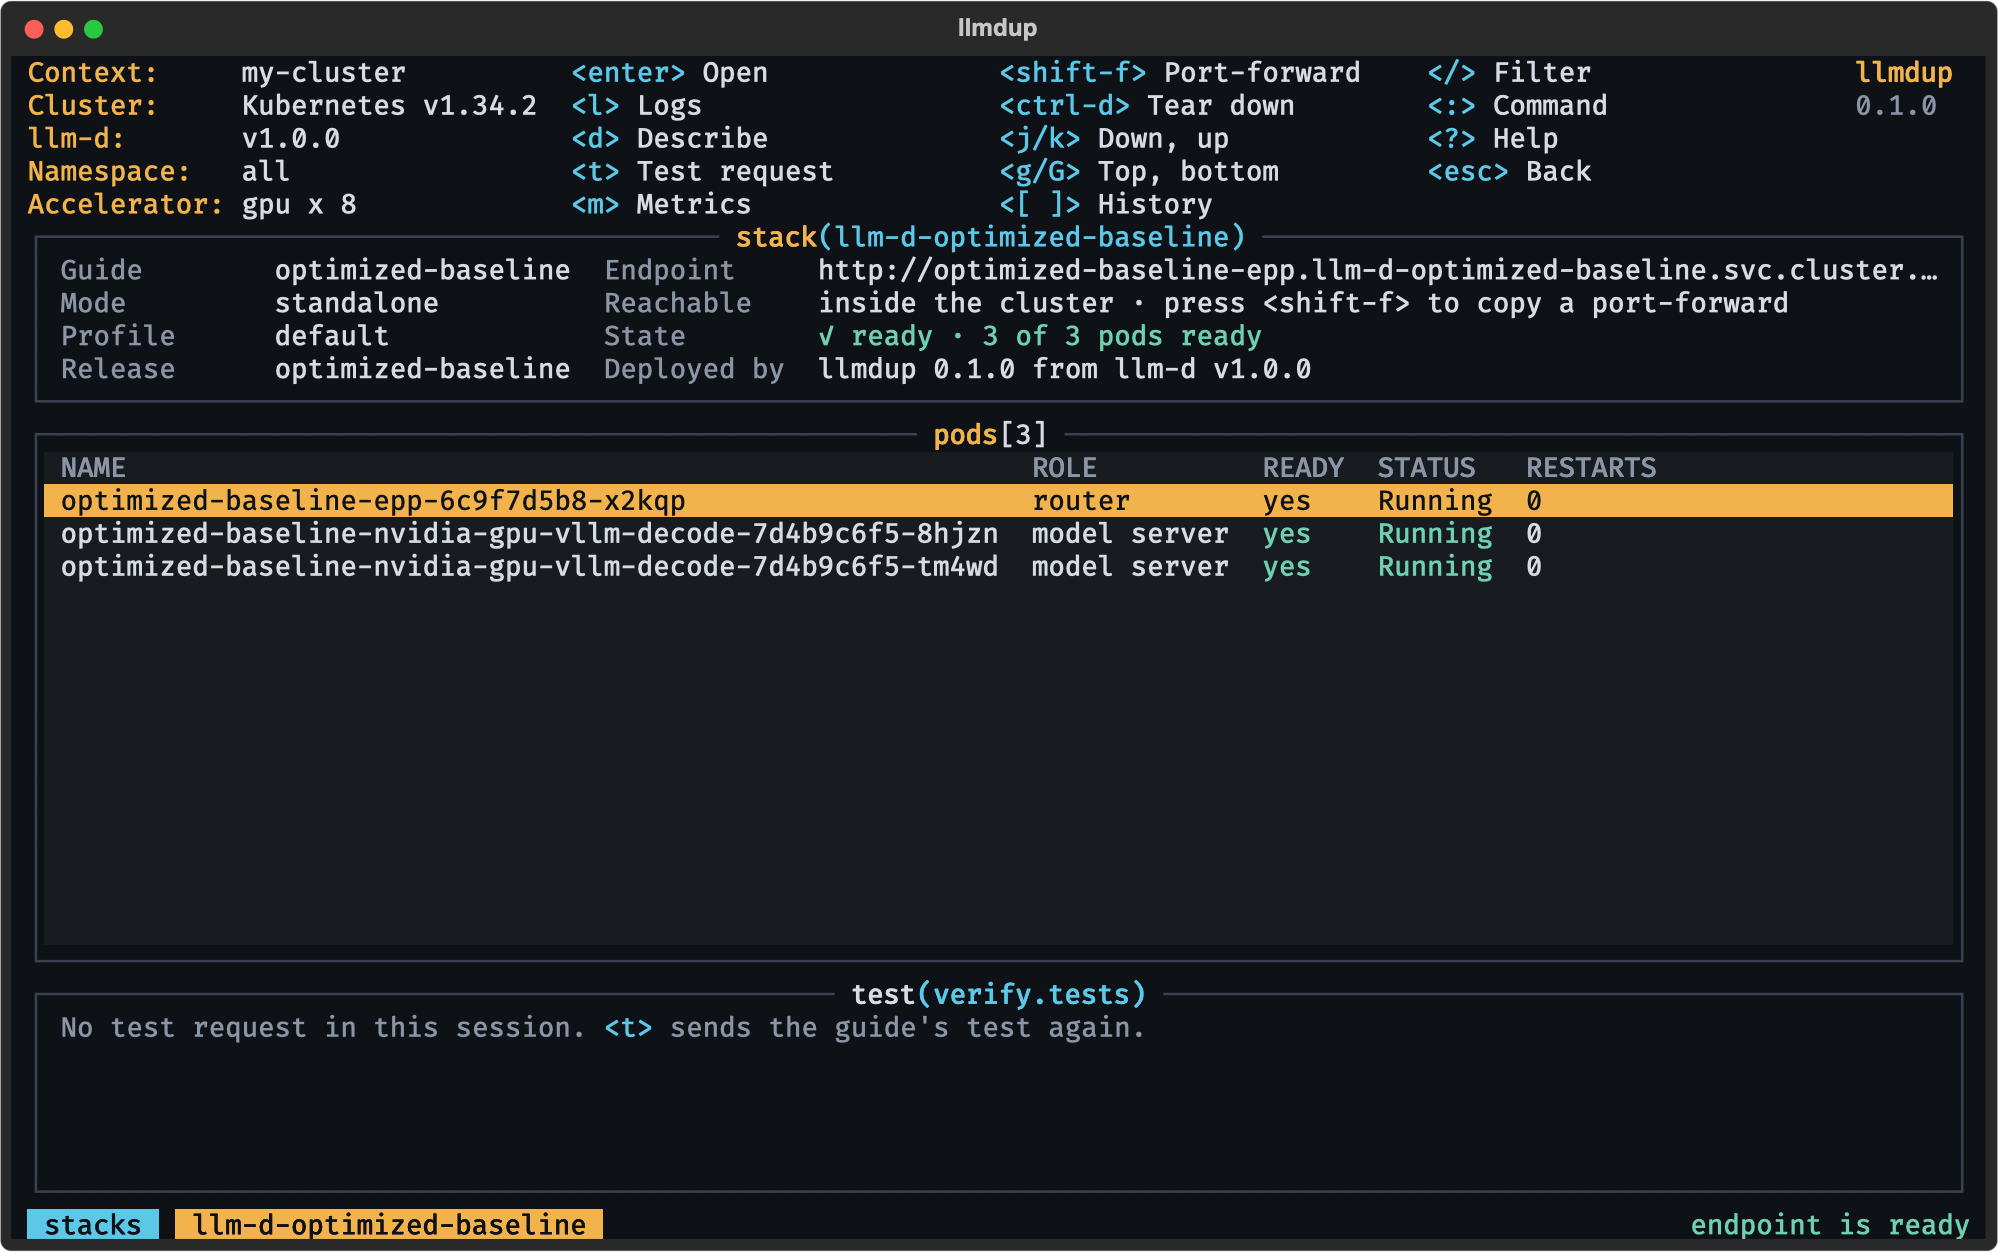 llmdup
Context: my-cluster <enter> Open <shift-f> Port-forward </> Filter llmdup
Cluster: Kubernetes v1.34.2 <l> Logs <ctrl-d> Tear down <:> Command 0.1.0
llm-d: v1.0.0 <d> Describe <j/k> Down, up <?> Help
Namespace: all <t> Test request <g/G> Top, bottom <esc> Back
Accelerator: gpu x 8 <m> Metrics <[ ]> History
stack(llm-d-optimized-baseline)
Guide optimized-baseline Endpoint http://optimized-baseline-epp.llm-d-optimized-baseline.svc.cluster.…
Mode standalone Reachable inside the cluster · press <shift-f> to copy a port-forward
Profile default State ✓ ready · 3 of 3 pods ready
Release optimized-baseline Deployed by llmdup 0.1.0 from llm-d v1.0.0
pods[3]
NAME ROLE READY STATUS RESTARTS
optimized-baseline-epp-6c9f7d5b8-x2kqp router yes Running 0
optimized-baseline-nvidia-gpu-vllm-decode-7d4b9c6f5-8hjzn model server yes Running 0
optimized-baseline-nvidia-gpu-vllm-decode-7d4b9c6f5-tm4wd model server yes Running 0
test(verify.tests)
No test request in this session. <t> sends the guide's test again.
stacks llm-d-optimized-baseline endpoint is ready